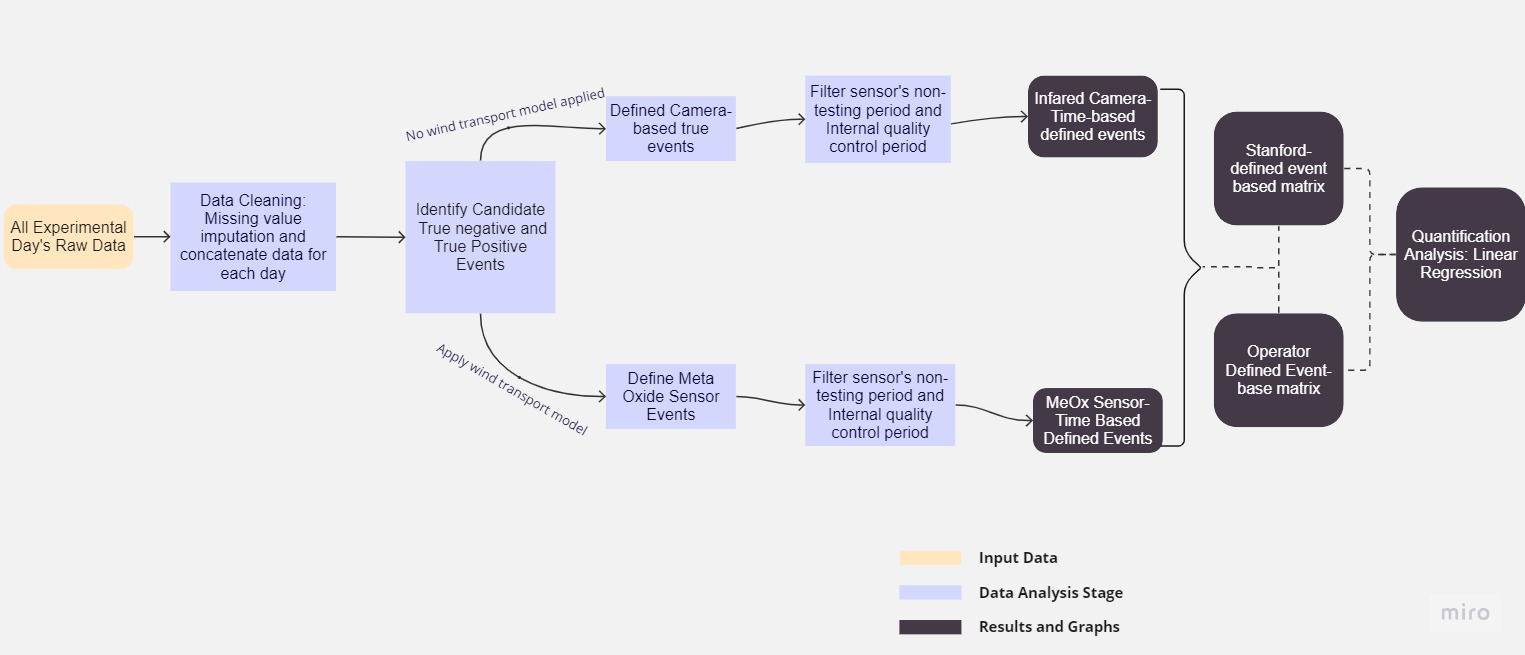 All Experimental
Day's Raw Data
Data Cleaning:
Missing value
imputation and
concatenate data for
each day
Identify Candidate
True negative and
True Positive
Events
No wind transport model applied
Defined Camera-
based true
events
Filter sensor's non-
testing period and
Internal quality
control period
Infared Camera-
Time-based
defined events
Apply wind transport model
Define Meta
Oxide Sensor
Events
Filter sensor's non-
testing period and
Internal quality
control period
MeOx Sensor-
Time Based
Defined Events
Stanford-
defined event
based matrix
Operator
Defined Event-
base matrix
Quantification
Analysis: Linear
Regression
Input Data
Data Analysis Stage
Results and Graphs
miro